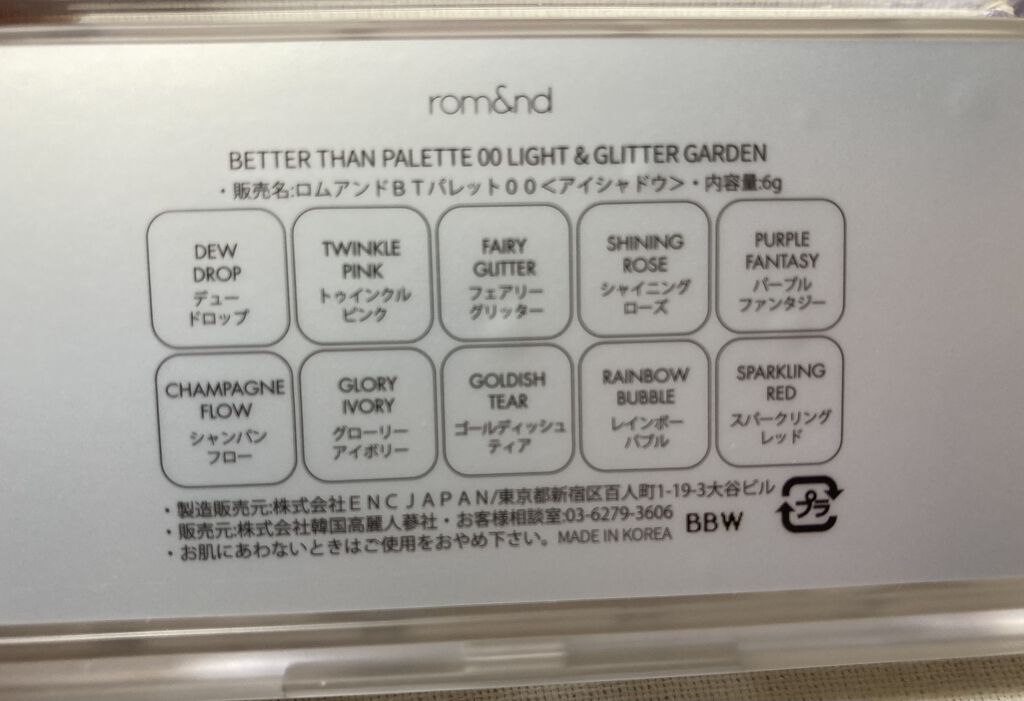 rom&nd
BETTER THAN PALETTE 00 LIGHT & GLITTER GARDEN
・販売名:ロムアンドBTパレット00<アイシャドウ>・内容量:6g
DEW
DROP
デュー
ドロップ
TWINKLE
PINK
トゥインクル
ピンク
FAIRY
GLITTER
フェアリー
グリッター
SHINING
ROSE
シャイニング
ローズ
PURPLE
FANTASY
パープル
ファンタジー
CHAMPAGNE
FLOW
シャンパン
フロー
GLORY
IVORY
グローリー
アイボリー
GOLDISH
TEAR
ゴールディッシュ
ティア
RAINBOW
BUBBLE
レインボー
バブル
SPARKLING
RED
スパークリング
レッド
・製造販売元:株式会社ENCJAPAN/東京都新宿区百人町1-19-3大谷ビル
・販売元:株式会社韓国高麗人蔘社・お客様相談室:03-6279-3606
・お肌にあわないときはご使用をおやめ下さい。MADE IN KOREA
BBW
プラ